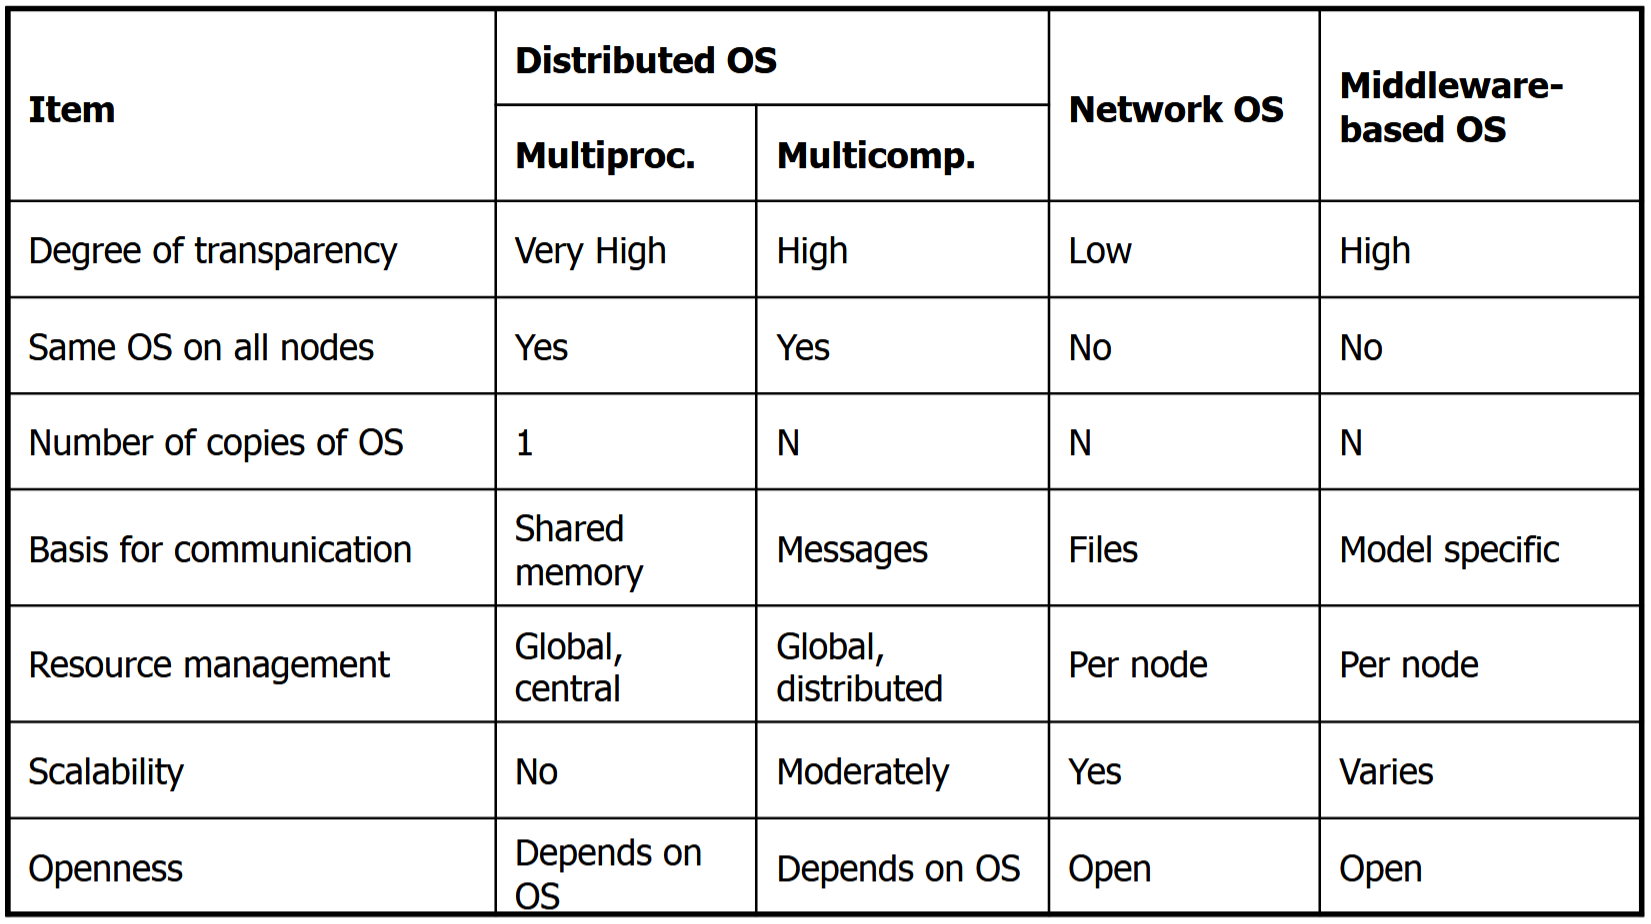 Item
Distributed OS
Network OS
Middleware-
based OS
Multiproc.
Multicomp.
Degree of transparency
Very High
High
Low
High
Same OS on all nodes
Yes
Yes
No
No
Number of copies of OS
1
N
N
N
Basis for communication
Shared
memory
Messages
Files
Model specific
Resource management
Global,
central
Global,
distributed
Per node
Per node
Scalability
No
Moderately
Yes
Varies
Openness
Depends on
OS
Depends on OS
Open
Open